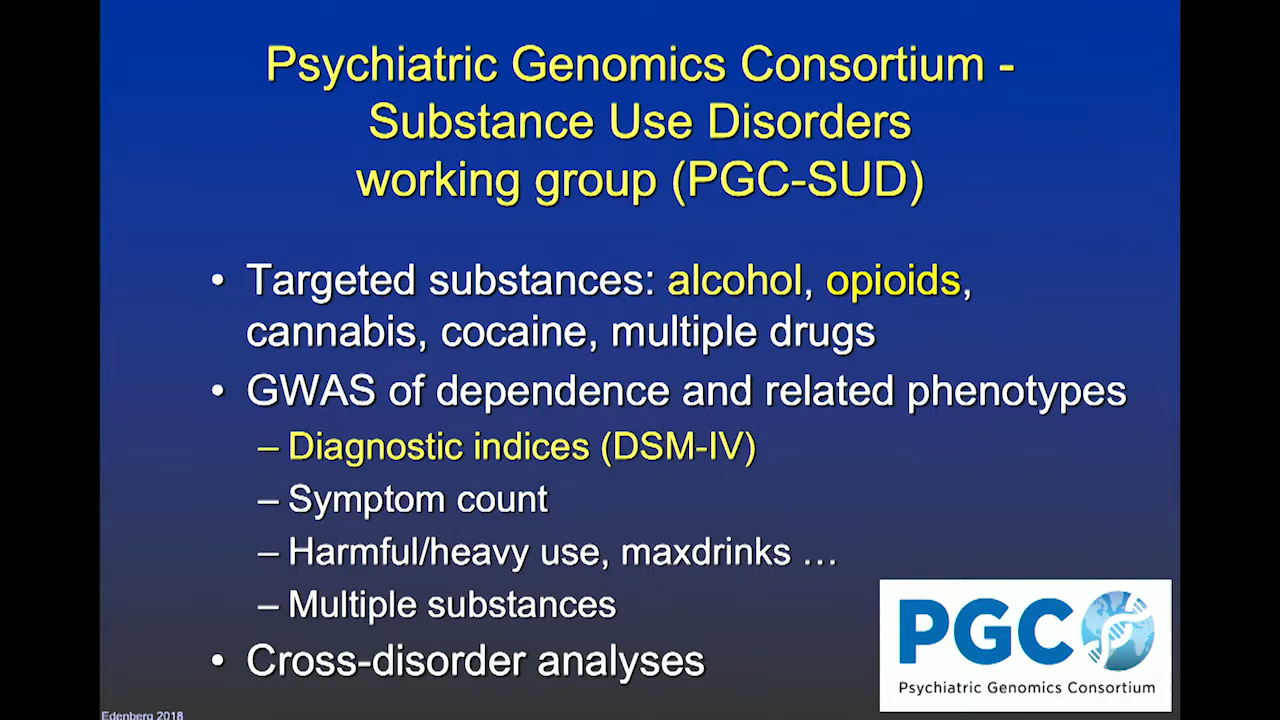 Psychiatric Genomics Consortium -
Substance Use Disorders
working group (PGC-SUD)
• Targeted substances: alcohol, opioids,
cannabis, cocaine, multiple drugs
• GWAS of dependence and related phenotypes
– Diagnostic indices (DSM-IV)
– Symptom count
– Harmful/heavy use, maxdrinks …
– Multiple substances
• Cross-disorder analyses
PGC
Psychiatric Genomics Consortium
Edenberg 2018